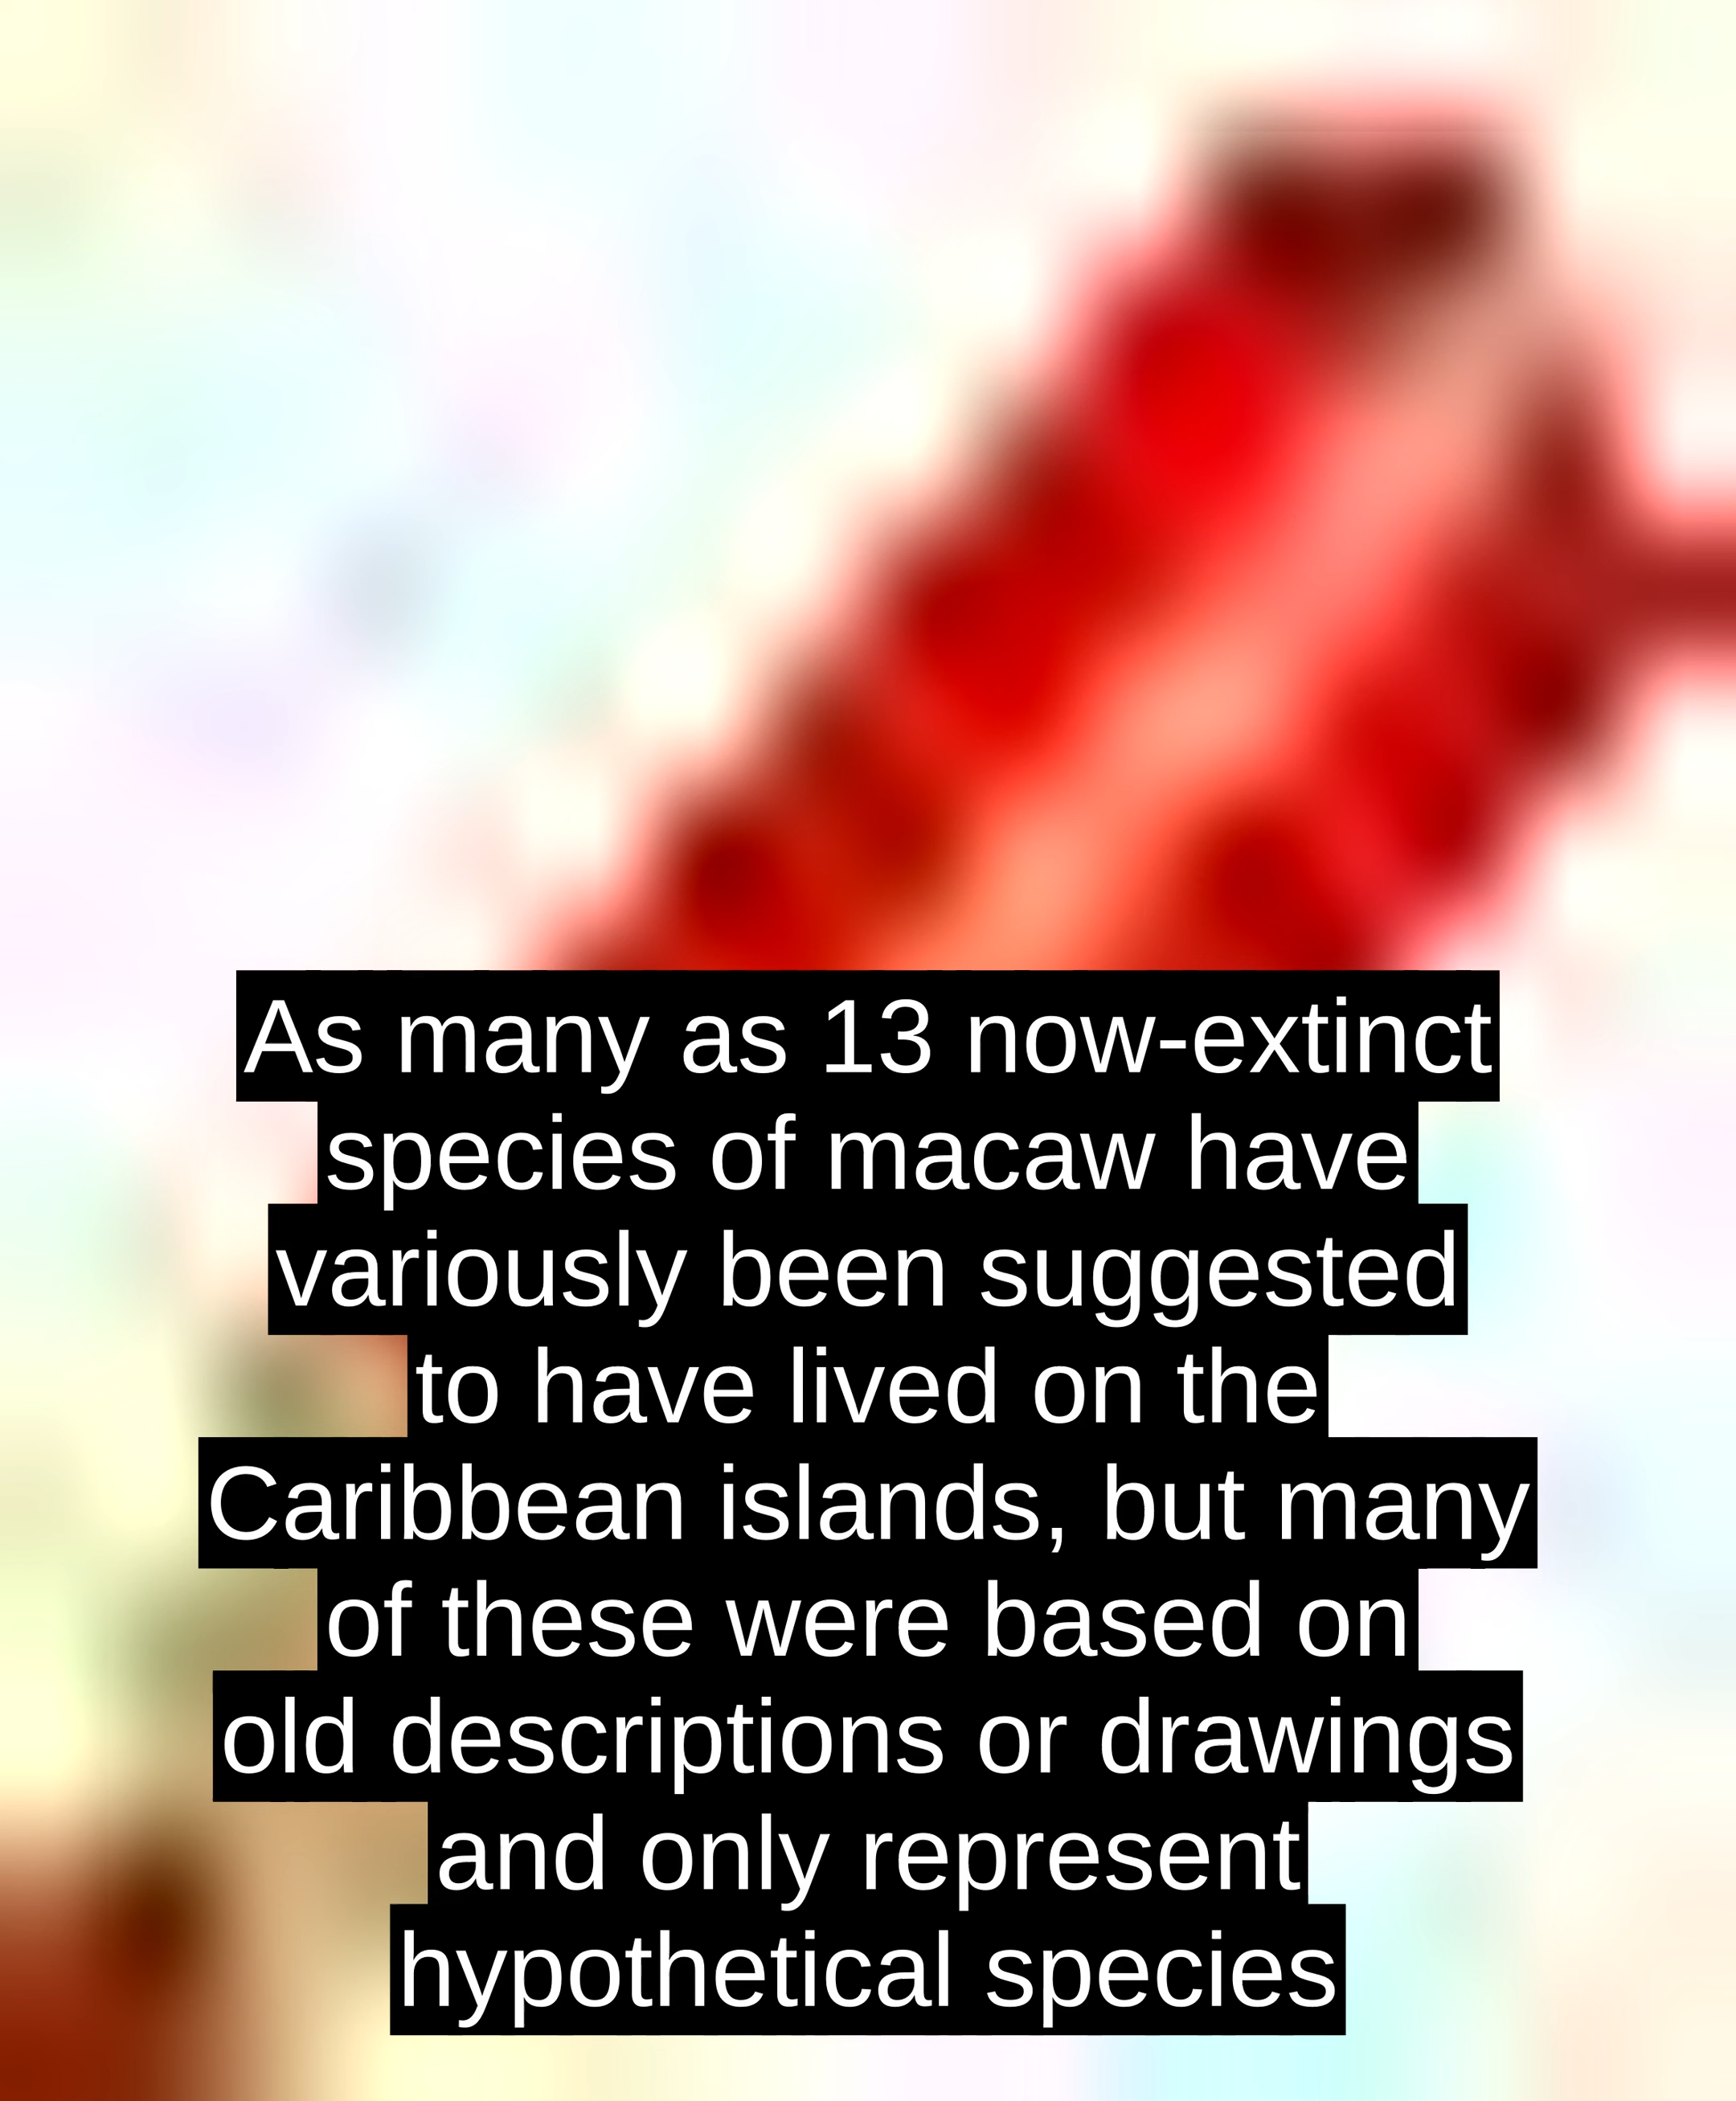 As many as 13 now-extinct
species of macaw have
variously been suggested
to have lived on the
Caribbean islands, but many
of these were based on
old descriptions or drawings
and only represent
hypothetical species